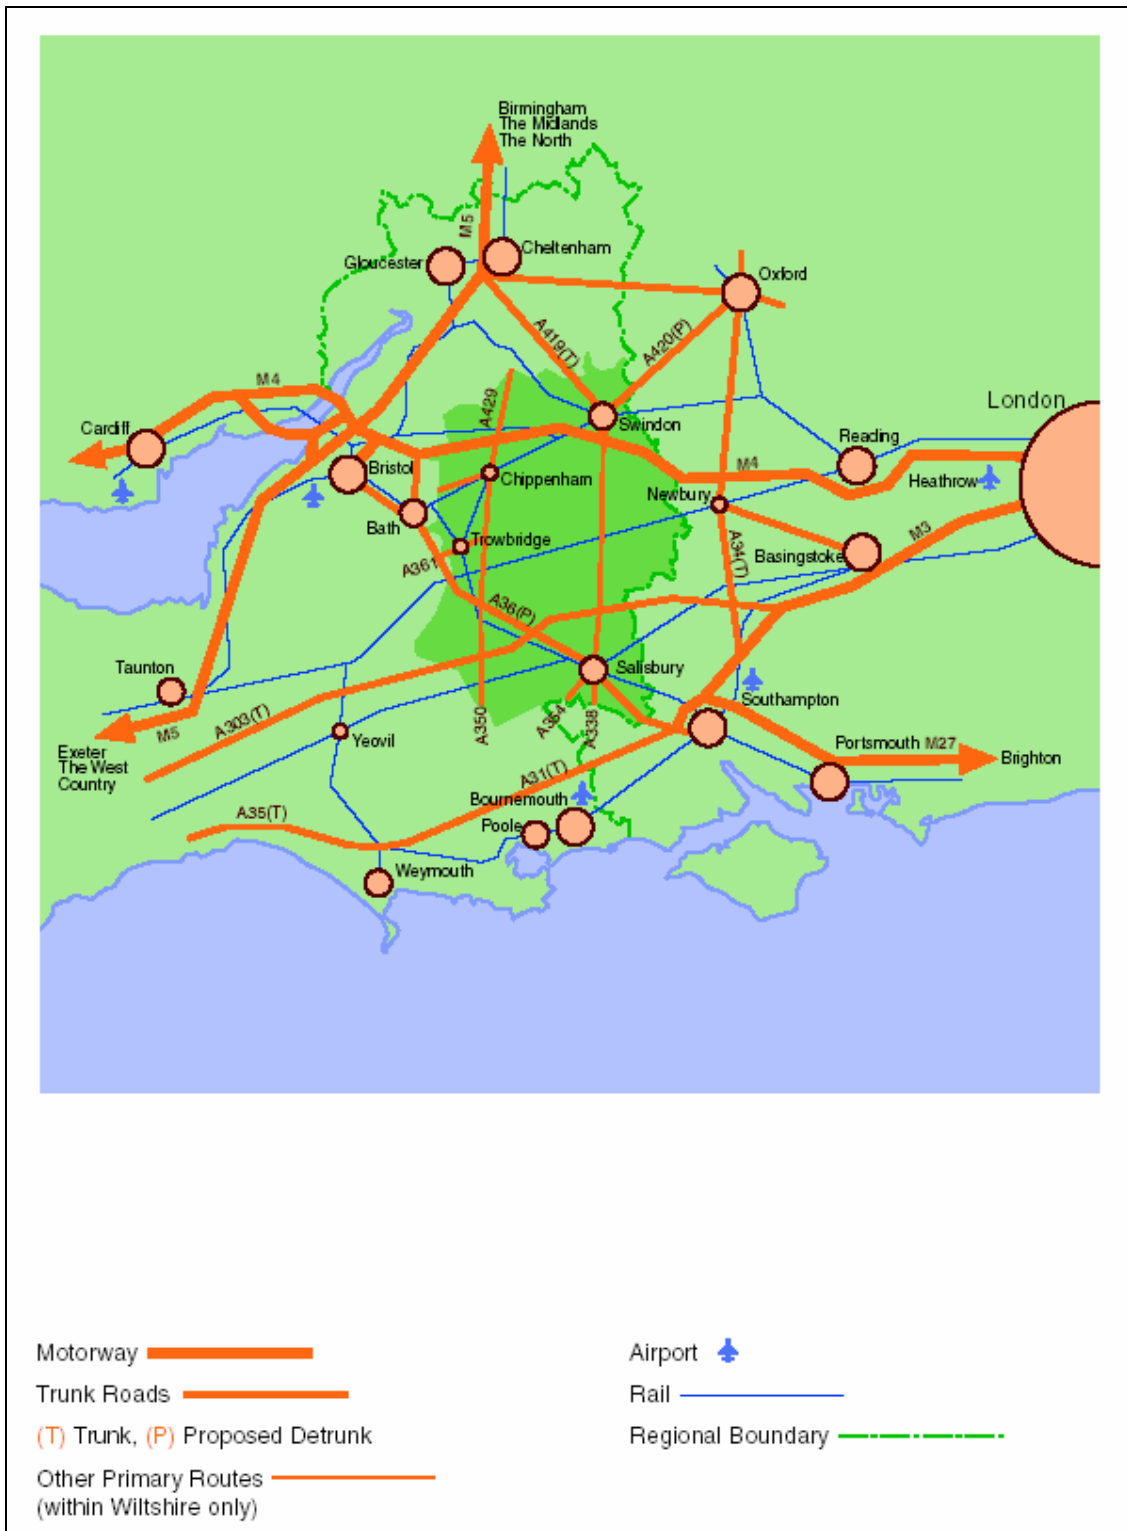 Birmingham
The Midlands
The North
M5
Cheltenham
Gloucester
Oxford
A419(T)
A420(P)
M4
A429
London
Cardiff
Swindon
Reading
Bristol
M4
Chippenham
Heathrow
Newbury
Bath
M3
Trowbridge
A34(T)
Basingstoke
A361
A36(P)
Taunton
Salisbury
Southampton
A303(T)
A350
A354
A338
M5
Yeovil
Portsmouth M27
Exeter
The West
Country
Brighton
A31(T)
Bournemouth
A35(T)
Poole
Weymouth
Motorway
Airport
Trunk Roads
Rail
(T) Trunk, (P) Proposed Detrunk
Regional Boundary
Other Primary Routes
(within Wiltshire only)